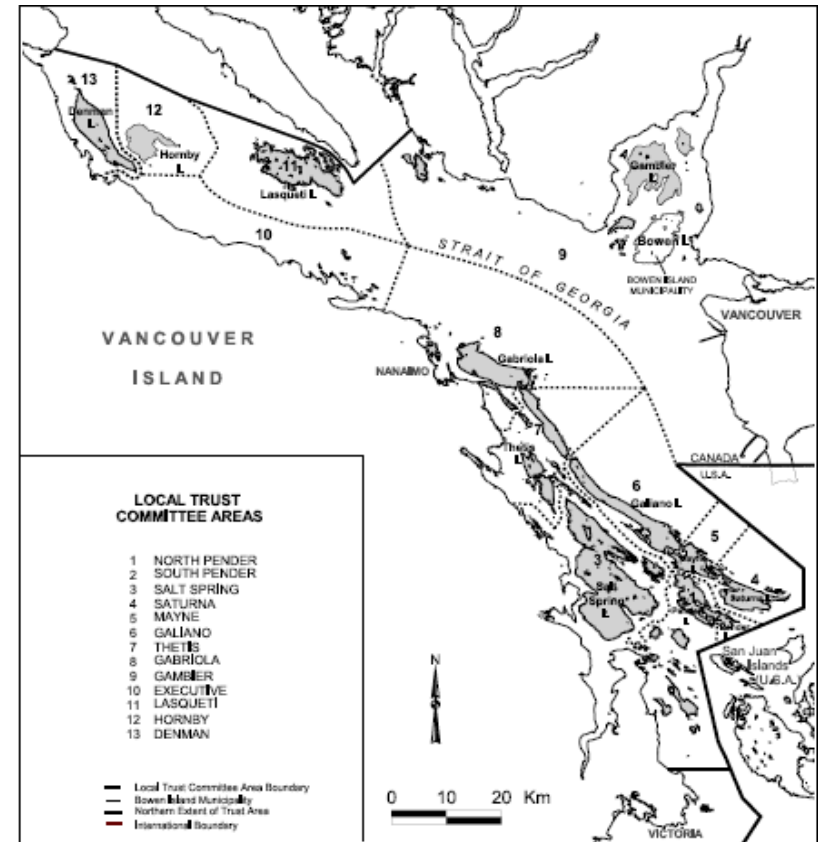 13
12
Denman
I.
Hornby
I.
11
Lasqueti I.
10
Gambier
I.
Bowen I.
BOWEN ISLAND
MUNICIPALITY
9
STRAIT OF GEORGIA
VANCOUVER
VANCOUVER
ISLAND
8
NANAIMO
Gabriola I.
7
Thetis
I.
CANADA
U.S.A.
6
Galiano I.
5
Mayne
4
Saturna
3
Salt
Spring
I.
1
San Juan
Islands
(U.S.A.)
LOCAL TRUST
COMMITTEE AREAS
1 NORTH PENDER
2 SOUTH PENDER
3 SALT SPRING
4 SATURNA
5 MAYNE
6 GALIANO
7 THETIS
8 GABRIOLA
9 GAMBIER
10 EXECUTIVE
11 LASQUETI
12 HORNBY
13 DENMAN
Local Trust Committee Area Boundary
Bowen Island Municipality
Northern Extent of Trust Area
International Boundary
N
0 10 20 Km
VICTORIA